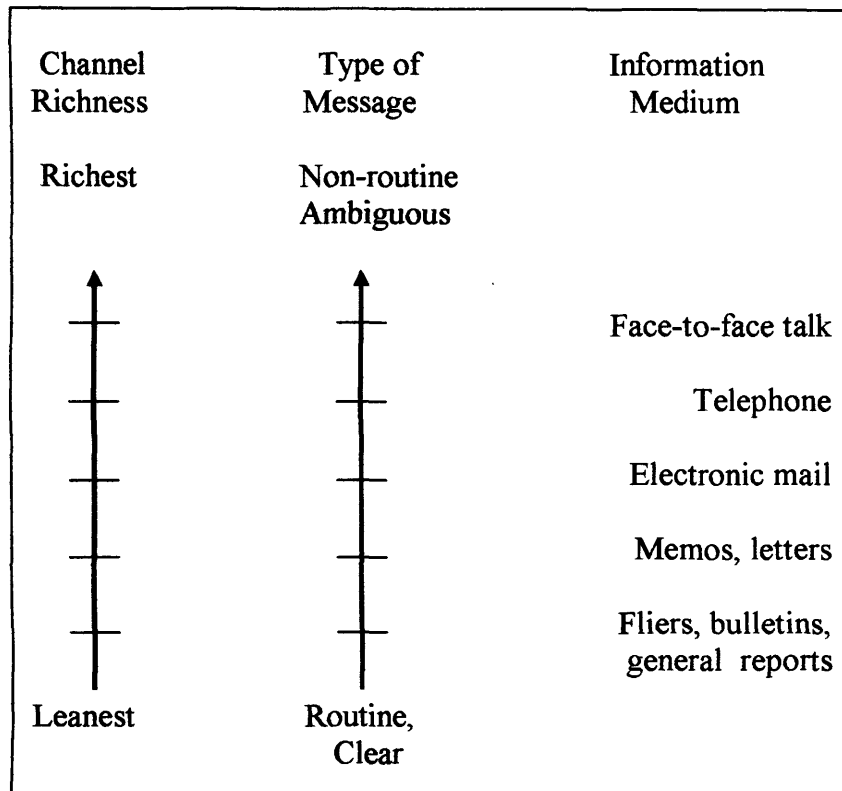 Channel Type of Information
Richness Message Medium
Richest Non-routine
Ambiguous
Face-to-face talk
Telephone
Electronic mail
Memos, letters
Fliers, bulletins,
general reports
Leanest Routine,
Clear